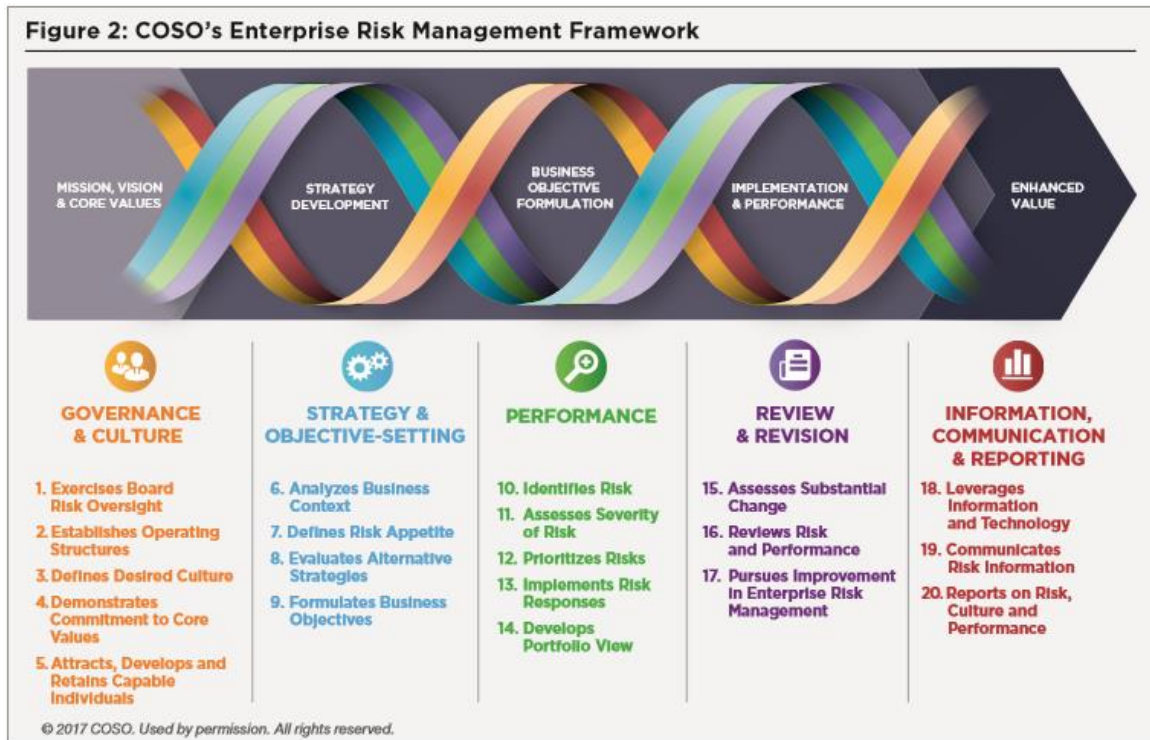 Figure 2: COSO's Enterprise Risk Management Framework
MISSION, VISION
& CORE VALUES
STRATEGY
DEVELOPMENT
BUSINESS
OBJECTIVE
FORMULATION
IMPLEMENTATION
& PERFORMANCE
ENHANCED
VALUE
GOVERNANCE
& CULTURE
1. Exercises Board
Risk Oversight
2. Establishes Operating
Structures
3. Defines Desired Culture
4. Demonstrates
Commitment to Core
Values
5. Attracts, Develops and
Retains Capable
Individuals
STRATEGY &
OBJECTIVE-SETTING
6. Analyzes Business
Context
7. Defines Risk Appetite
8. Evaluates Alternative
Strategies
9. Formulates Business
Objectives
PERFORMANCE
10. Identifies Risk
11. Assesses Severity
of Risk
12. Prioritizes Risks
13. Implements Risk
Responses
14. Develops
Portfolio View
REVIEW
& REVISION
15. Assesses Substantial
Change
16. Reviews Risk
and Performance
17. Pursues Improvement
in Enterprise Risk
Management
INFORMATION,
COMMUNICATION
& REPORTING
18. Leverages
Information
and Technology
19. Communicates
Risk Information
20. Reports on Risk,
Culture and
Performance
© 2017 COSO. Used by permission. All rights reserved.